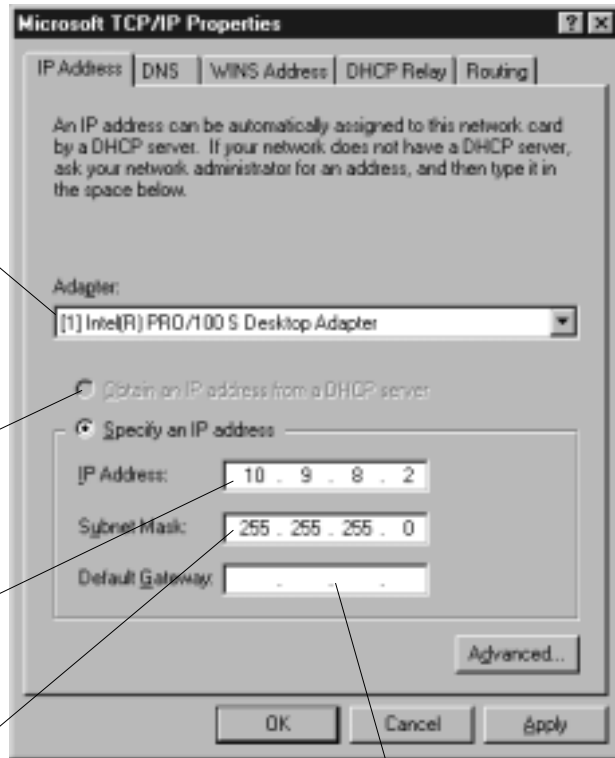 Microsoft TCP/IP Properties
IP Address DNS WINS Address DHCP Relay Routing
An IP address can be automatically assigned to this network card
by a DHCP server. If your network does not have a DHCP server,
ask your network administrator for an address, and then type it in
the space below.
Adapter:
[1] Intel(R) PRO/100 S Desktop Adapter
Obtain an IP address from a DHCP server
Specify an IP address
IP Address: 10 . 9 . 8 . 2
Subnet Mask: 255 . 255 . 255 . 0
Default Gateway: . . .
Advanced...
OK Cancel Apply